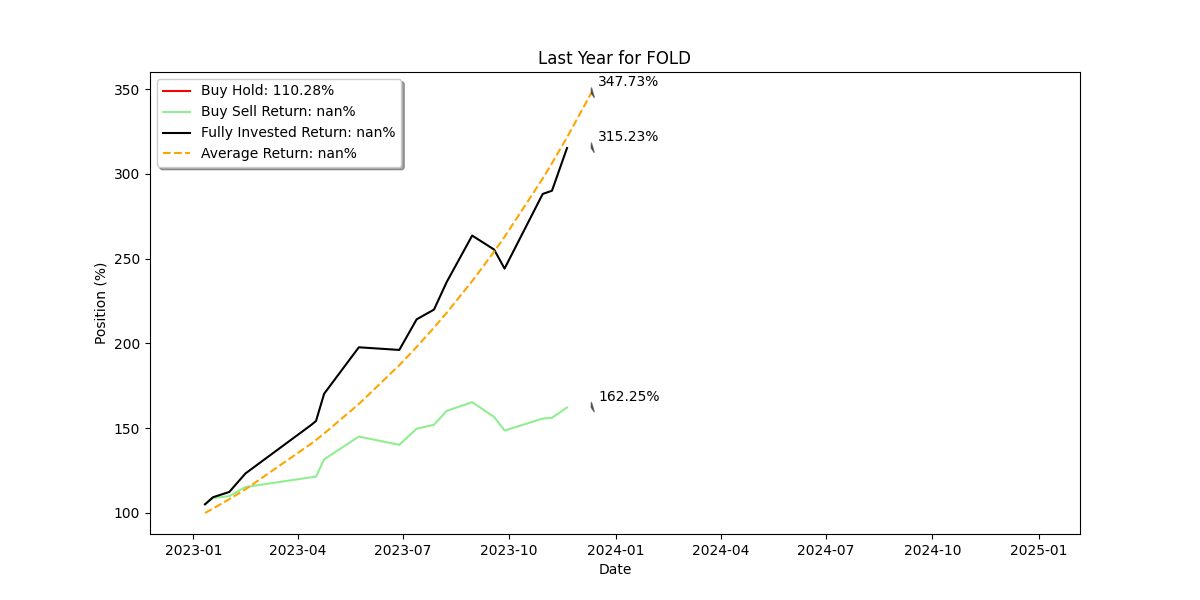 Last Year for FOLD
347.73%
350
Buy Hold: 110.28%
Buy Sell Return: nan%
Fully Invested Return: nan%
315.23%
Average Return: nan%
300
250
Position (%)
200
162.25%
150
100
2023-01 2023-04 2023-07 2023-10 2024-01 2024-04 2024-07 2024-10 2025-01
Date